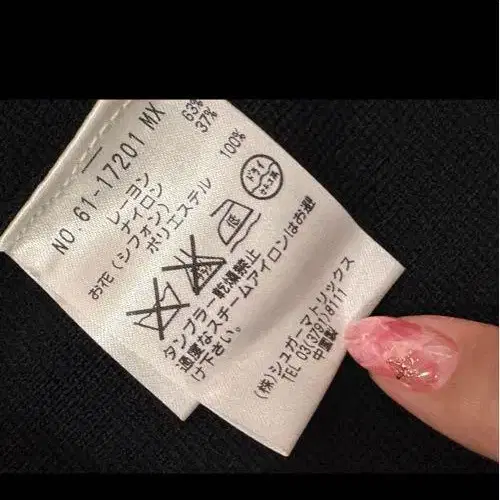 NO. 61-17201 MX
レーヨン 63%
ナイロン 37%
お花(シフォン)
ポリエステル 100%
ドライ
低
タンブラー乾燥禁止
過度なスチームアイロンはお避
け下さい。
(株)シュガーマトリックス
TEL 03(3791)8111
中国製